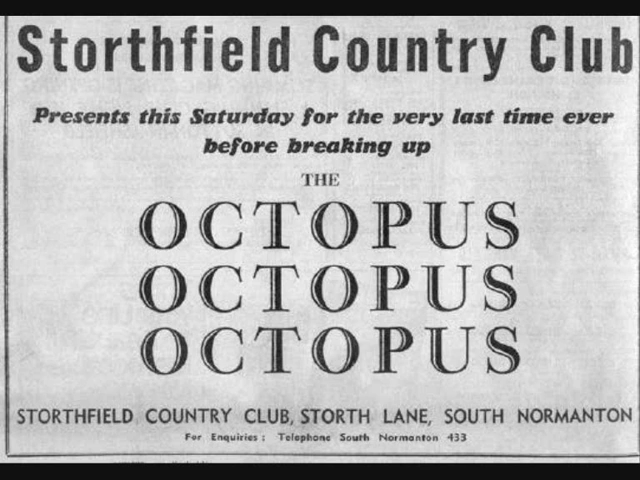 Storthfield Country Club
Presents this Saturday for the very last time ever
before breaking up
THE
OCTOPUS
OCTOPUS
OCTOPUS
STORTHFIELD COUNTRY CLUB, STORTH LANE, SOUTH NORMANTON
For Enquiries : Telephone South Normanton 433